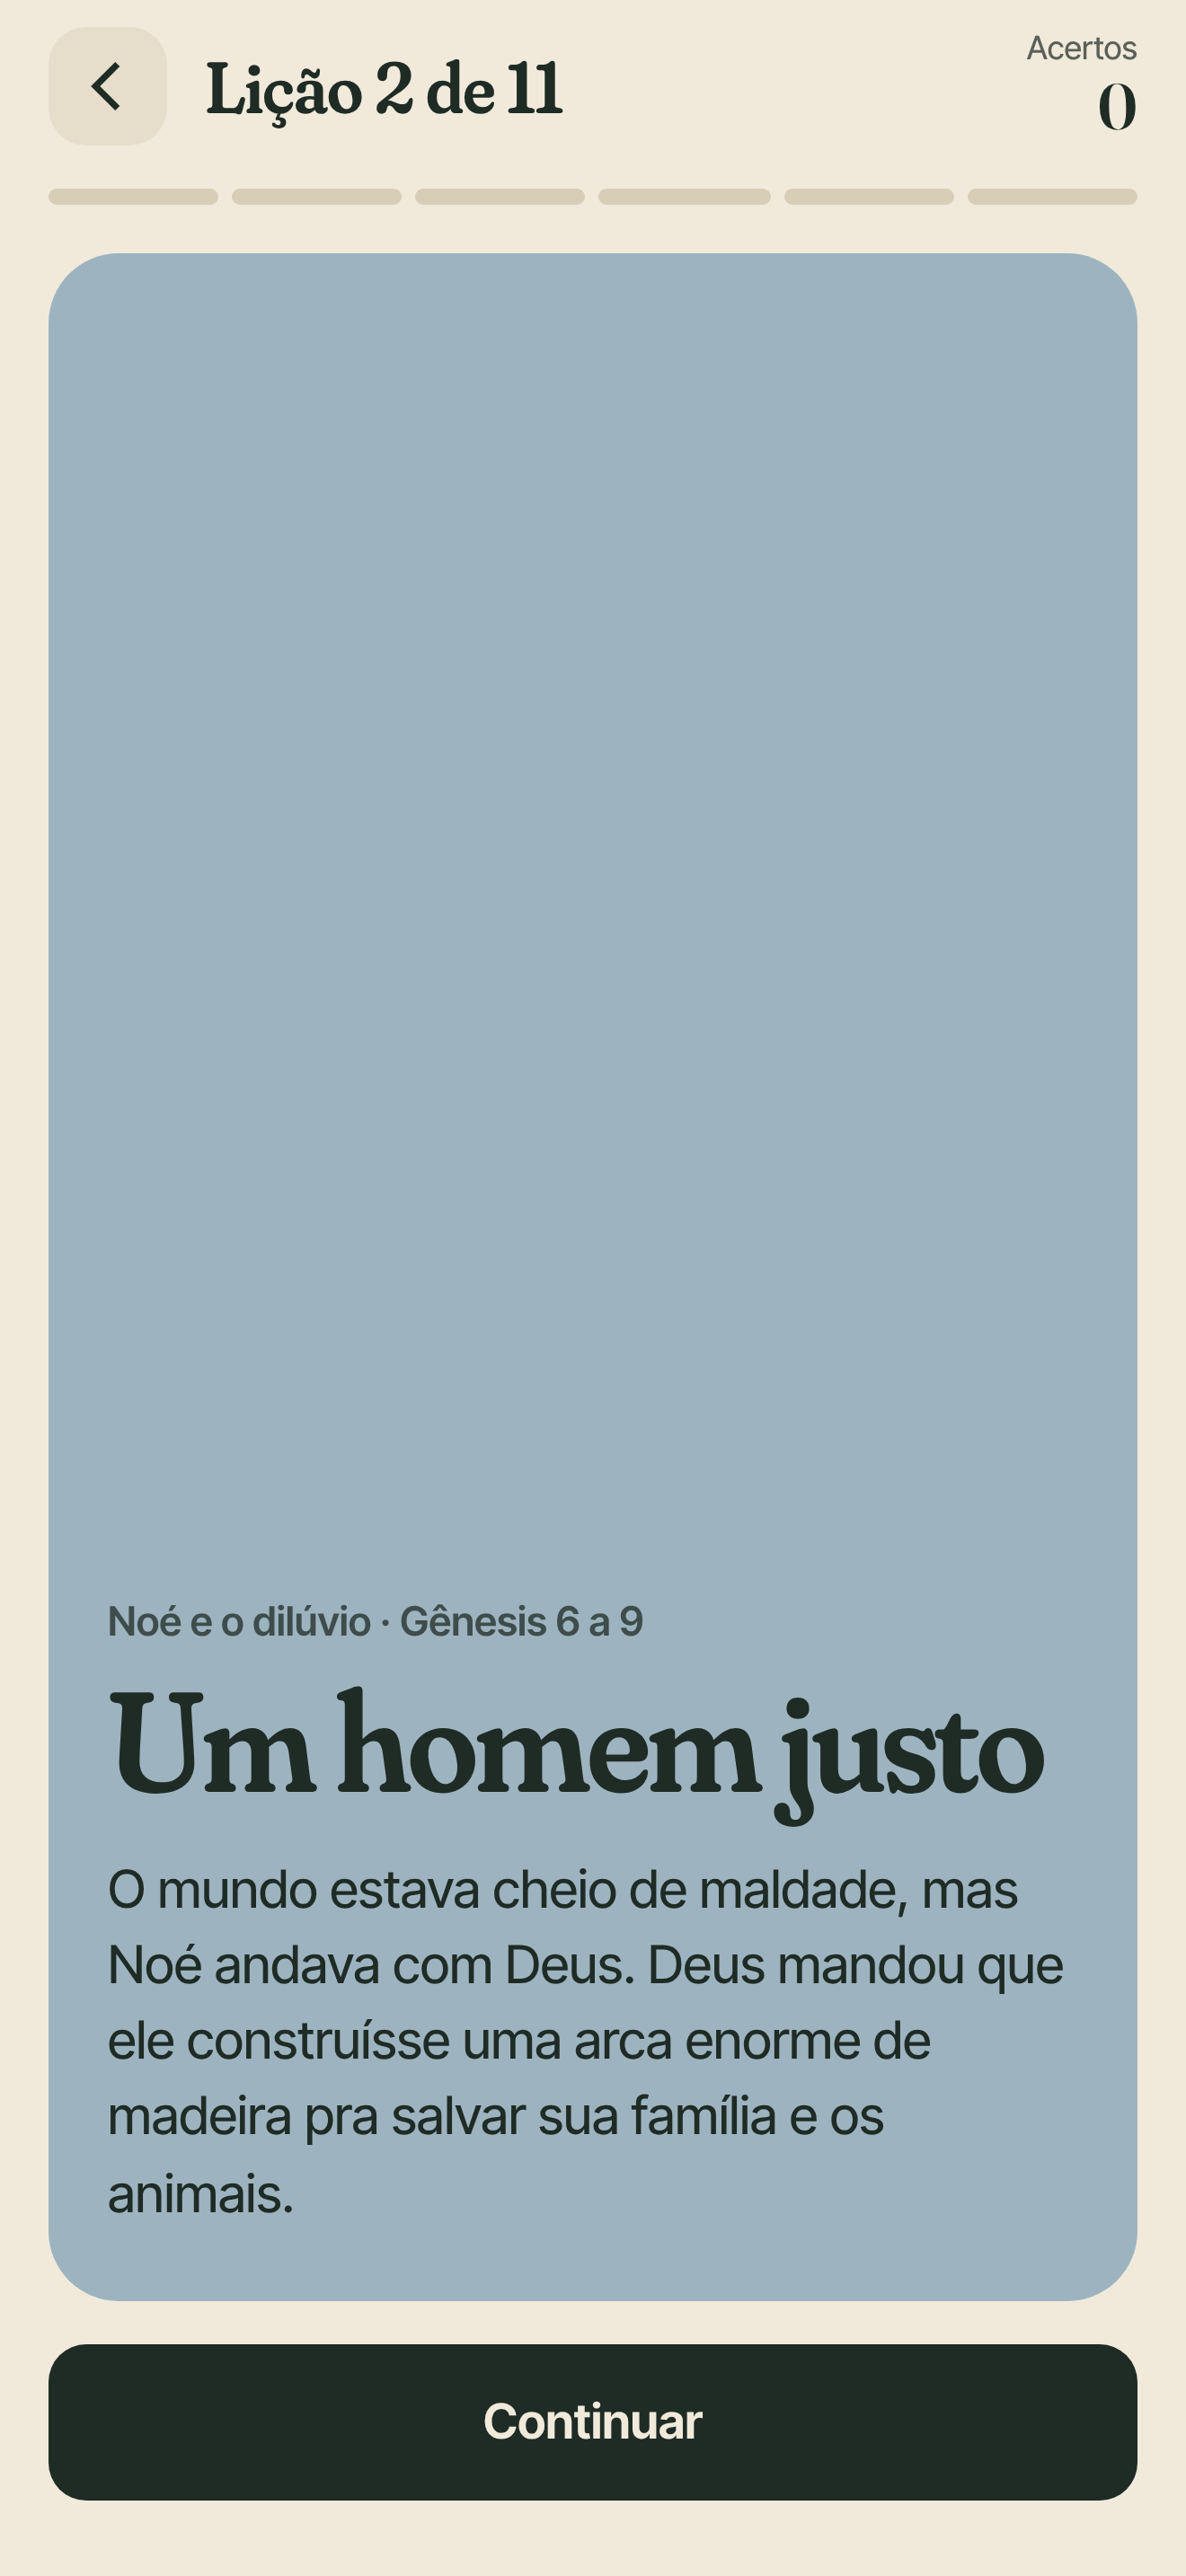 Lição 2 de 11
Acertos
0
Noé e o dilúvio · Gênesis 6 a 9
Um homem justo
O mundo estava cheio de maldade, mas
Noé andava com Deus. Deus mandou que
ele construísse uma arca enorme de
madeira pra salvar sua família e os
animais.
Continuar